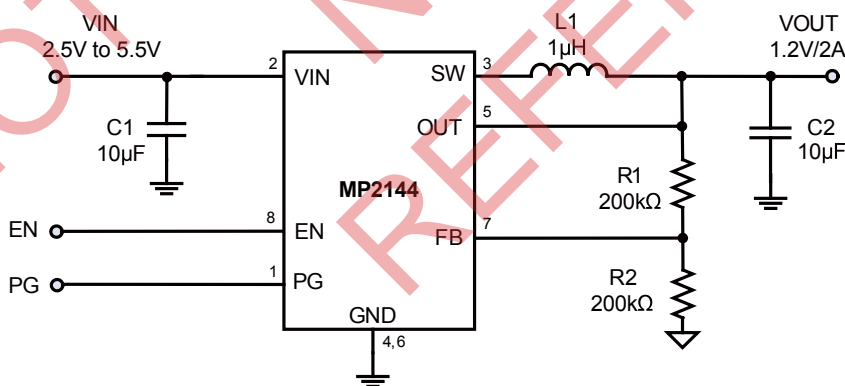 NOT
N
REFE
VIN
2.5V to 5.5V
L1
1µH
VOUT
1.2V/2A
2
VIN
SW
3
C1
10µF
OUT
5
C2
10µF
MP2144
R1
200kΩ
EN
8
EN
FB
7
PG
1
PG
R2
200kΩ
GND
4,6